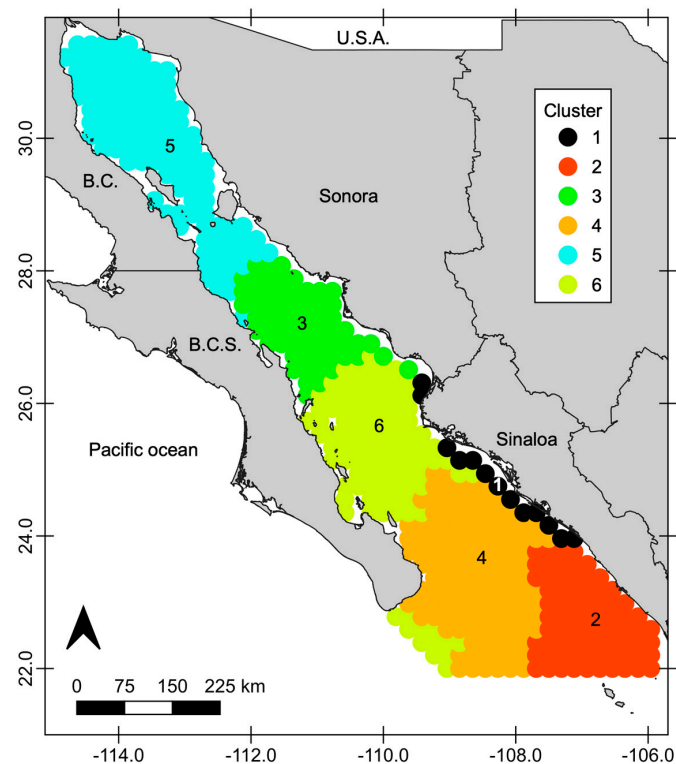 U.S.A.
Cluster
1
2
3
4
5
6
30.0
5
B.C.
Sonora
28.0
3
B.C.S.
26.0
6
Sinaloa
Pacific ocean
1
24.0
4
2
22.0
0 75 150 225 km
-114.0 -112.0 -110.0 -108.0 -106.0